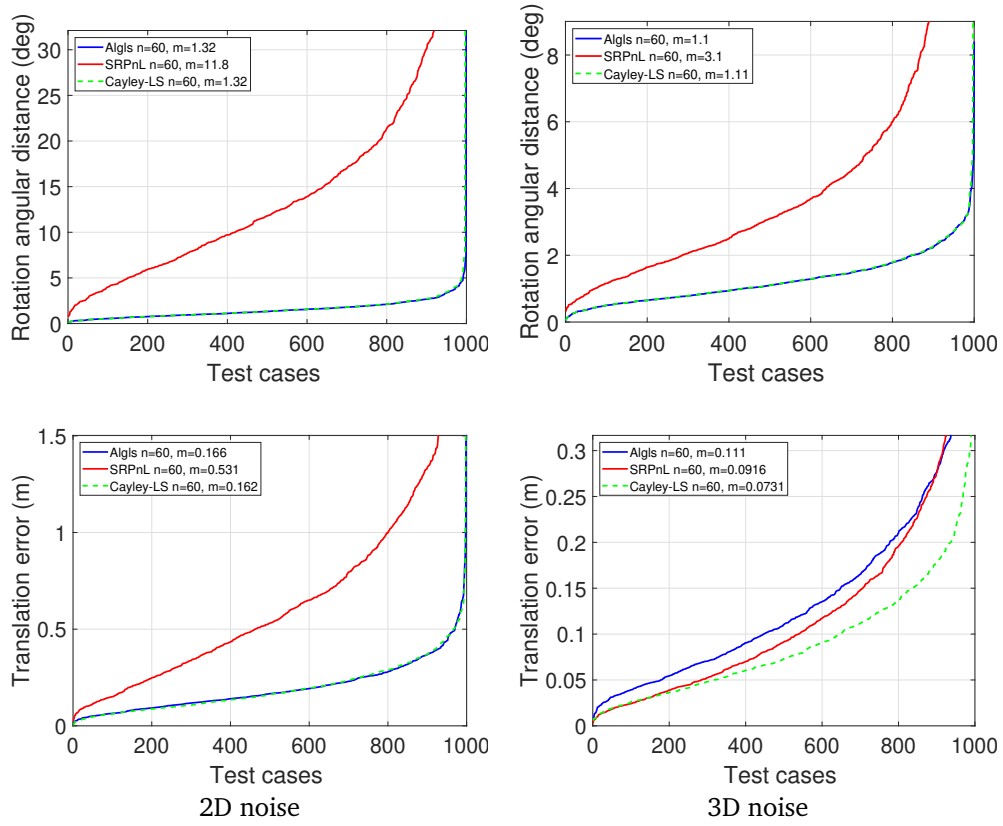 Rotation angular distance (deg)
30
25
20
15
10
5
0
Algls n=60, m=1.32
SRPnL n=60, m=11.8
Cayley-LS n=60, m=1.32
0 200 400 600 800 1000
Test cases
Rotation angular distance (deg)
8
6
4
2
0
Algls n=60, m=1.1
SRPnL n=60, m=3.1
Cayley-LS n=60, m=1.11
0 200 400 600 800 1000
Test cases
Translation error (m)
1.5
1
0.5
0
Algls n=60, m=0.166
SRPnL n=60, m=0.531
Cayley-LS n=60, m=0.162
0 200 400 600 800 1000
Test cases
2D noise
Translation error (m)
0.3
0.25
0.2
0.15
0.1
0.05
0
Algls n=60, m=0.111
SRPnL n=60, m=0.0916
Cayley-LS n=60, m=0.0731
0 200 400 600 800 1000
Test cases
3D noise